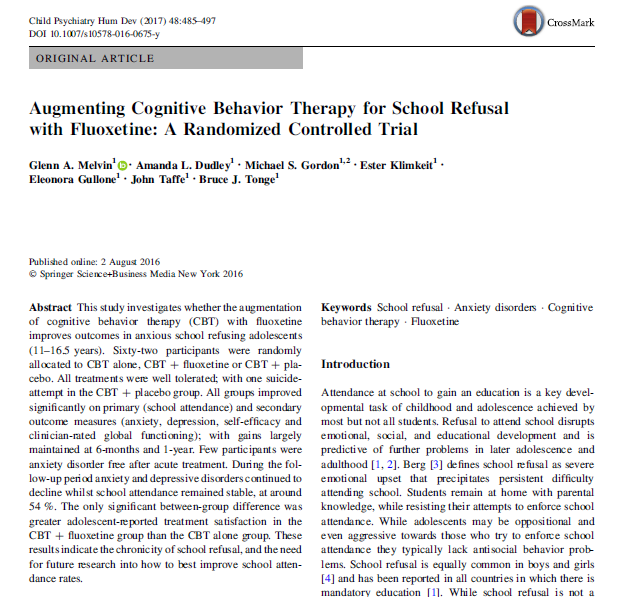 Child Psychiatry Hum Dev (2017) 48:485–497
DOI 10.1007/s10578-016-0675-y
CrossMark
ORIGINAL ARTICLE
Augmenting Cognitive Behavior Therapy for School Refusal
with Fluoxetine: A Randomized Controlled Trial
Glenn A. Melvin1 iD · Amanda L. Dudley1 · Michael S. Gordon1,2 · Ester Klimkeit1 ·
Eleonora Gullone1 · John Taffe1 · Bruce J. Tonge1
Published online: 2 August 2016
© Springer Science+Business Media New York 2016
Abstract This study investigates whether the augmentation
of cognitive behavior therapy (CBT) with fluoxetine
improves outcomes in anxious school refusing adolescents
(11–16.5 years). Sixty-two participants were randomly
allocated to CBT alone, CBT + fluoxetine or CBT + pla-
cebo. All treatments were well tolerated; with one suicide-
attempt in the CBT + placebo group. All groups improved
significantly on primary (school attendance) and secondary
outcome measures (anxiety, depression, self-efficacy and
clinician-rated global functioning); with gains largely
maintained at 6-months and 1-year. Few participants were
anxiety disorder free after acute treatment. During the fol-
low-up period anxiety and depressive disorders continued to
decline whilst school attendance remained stable, at around
54 %. The only significant between-group difference was
greater adolescent-reported treatment satisfaction in the
CBT + fluoxetine group than the CBT alone group. These
results indicate the chronicity of school refusal, and the need
for future research into how to best improve school atten-
dance rates.
Keywords School refusal · Anxiety disorders · Cognitive
behavior therapy · Fluoxetine
Introduction
Attendance at school to gain an education is a key devel-
opmental task of childhood and adolescence achieved by
most but not all students. Refusal to attend school disrupts
emotional, social, and educational development and is
predictive of further problems in later adolescence and
adulthood [1, 2]. Berg [3] defines school refusal as severe
emotional upset that precipitates persistent difficulty
attending school. Students remain at home with parental
knowledge, while resisting their attempts to enforce school
attendance. While adolescents may be oppositional and
even aggressive towards those who try to enforce school
attendance they typically lack antisocial behavior prob-
lems. School refusal is equally common in boys and girls
[4] and has been reported in all countries in which there is
mandatory education [1]. While school refusal is not a